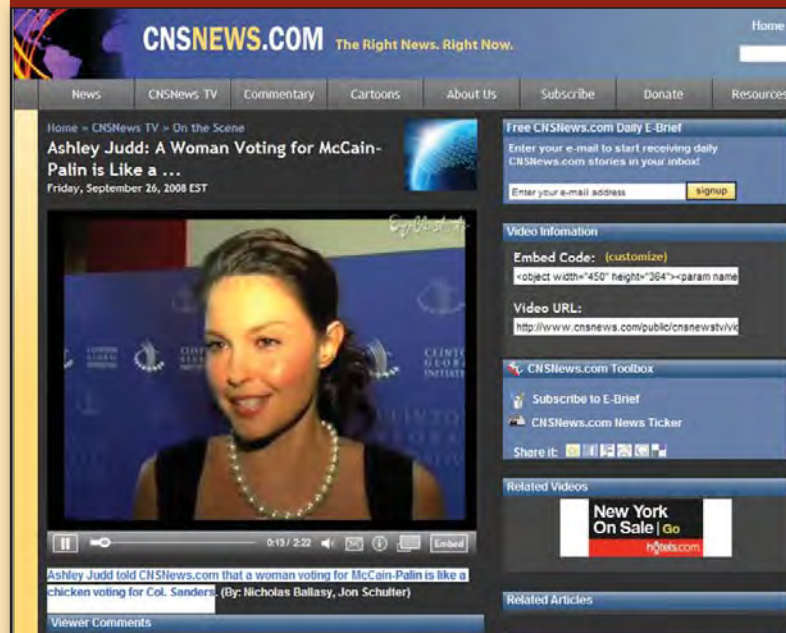 CNSNEWS.COM The Right News. Right Now.
Home
News CNSNews TV Commentary Cartoons About Us Subscribe Donate Resources
Home » CNSNews TV » On the Scene
Ashley Judd: A Woman Voting for McCain-
Palin is Like a ...
Friday, September 26, 2008 EST
CLINTON
GLOBAL
INITIATIVE
0:13 / 2:22 Embed
Ashley Judd told CNSNews.com that a woman voting for McCain-Palin is like a
chicken voting for Col. Sanders. (By: Nicholas Ballasy, Jon Schulter)
Viewer Comments
Free CNSNews.com Daily E-Brief
Enter your e-mail to start receiving daily
CNSNews.com stories in your inbox!
Enter your e-mail address signup
Video Infomation
Embed Code: (customize)
<object width="450" height="364"><param name
Video URL:
http://www.cnsnews.com/public/cnsnewstv/vic
CNSNews.com Toolbox
Subscribe to E-Brief
CNSNews.com News Ticker
Share it:
Related Videos
New York
On Sale | Go
hotels.com
Related Articles